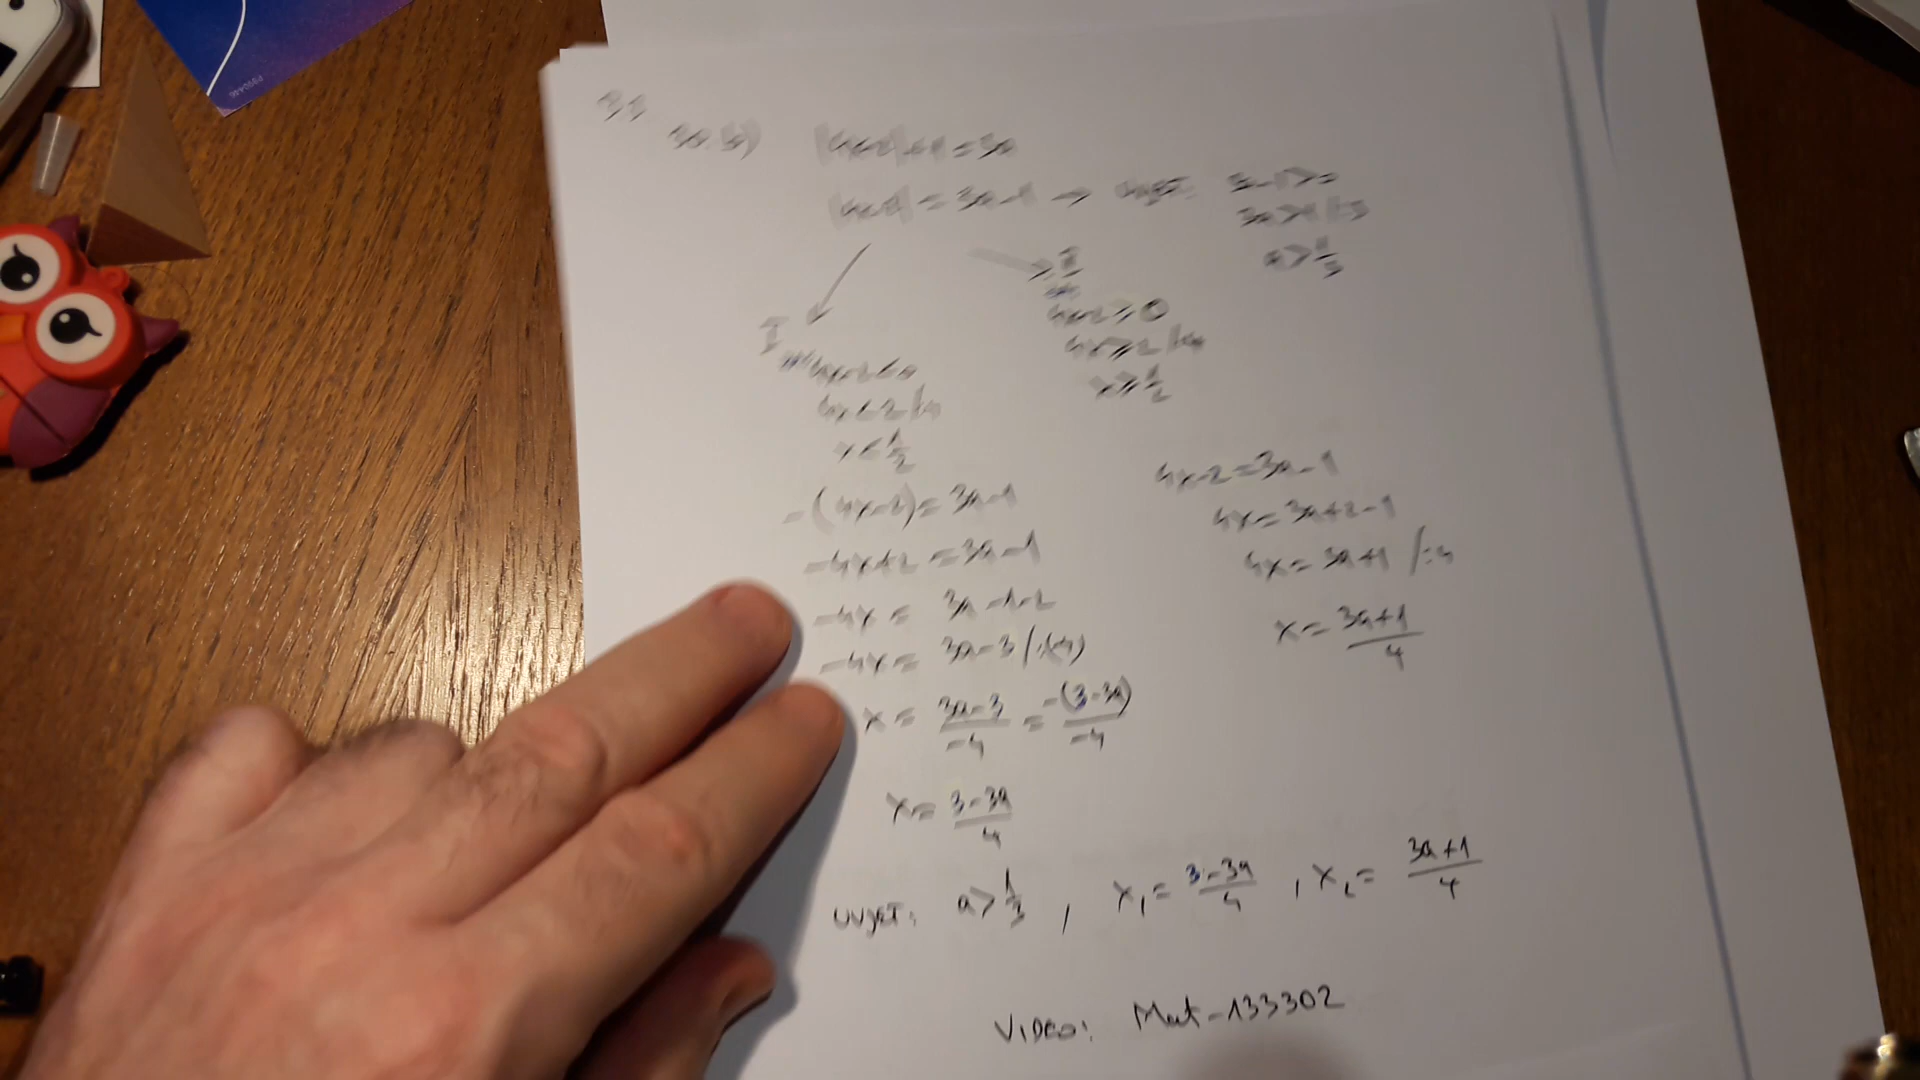 |4x-2|+1=3a
|4x-2| = 3a-1 → uvjet: 3a-1>0
3a>1 /:3
a>1/3
I
4x-2<0
4x<2 /:4
x<1/2
-(4x-2)=3a-1
-4x+2=3a-1
-4x= 3a-1-2
-4x= 3a-3 /:(-4)
x = (3a-3)/-4 = -(3-3a)/-4
x= (3-3a)/4
II
4x-2≥0
4x≥2 /:4
x≥1/2
4x-2=3a-1
4x=3a+2-1
4x=3a+1 /:4
x= (3a+1)/4
UVJET: a>1/3 , x₁= (3-3a)/4 , x₂= (3a+1)/4
VIDEO: Mat-133302